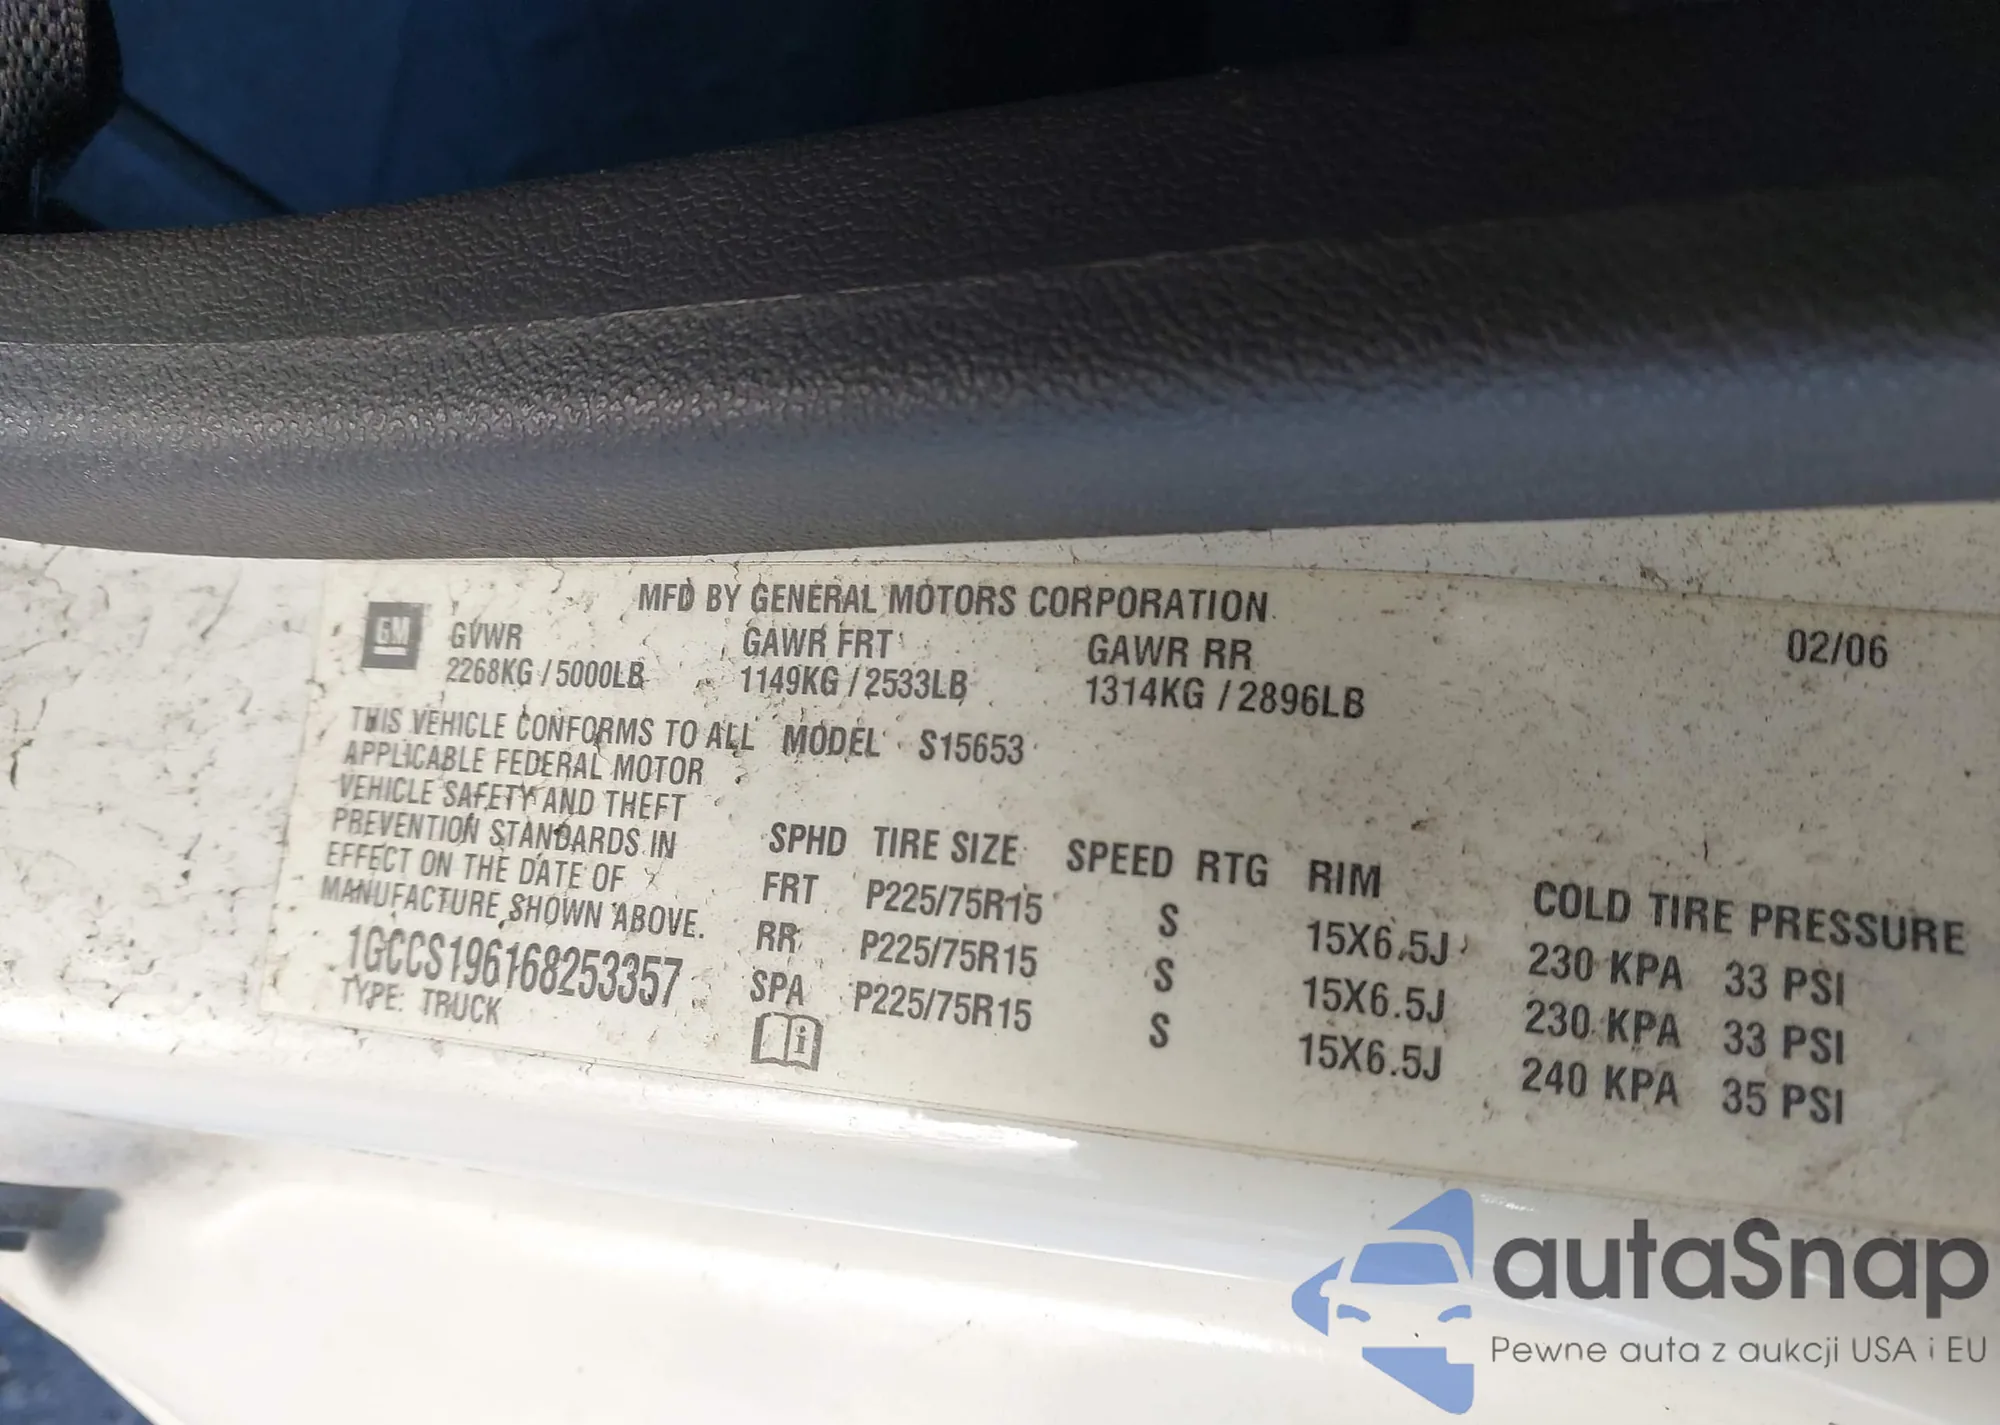 MFD BY GENERAL MOTORS CORPORATION
02/06
GM
GVWR GAWR FRT GAWR RR
2268KG / 5000LB 1149KG / 2533LB 1314KG / 2896LB
THIS VEHICLE CONFORMS TO ALL
APPLICABLE FEDERAL MOTOR
VEHICLE SAFETY AND THEFT
PREVENTION STANDARDS IN
EFFECT ON THE DATE OF
MANUFACTURE SHOWN ABOVE.
1GCCS196168253357
TYPE: TRUCK
MODEL S15653
SPHD TIRE SIZE SPEED RTG RIM COLD TIRE PRESSURE
FRT P225/75R15 S 15X6.5J 230 KPA 33 PSI
RR P225/75R15 S 15X6.5J 230 KPA 33 PSI
SPA P225/75R15 S 15X6.5J 240 KPA 35 PSI
i
autaSnap
Pewne auta z aukcji USA i EU